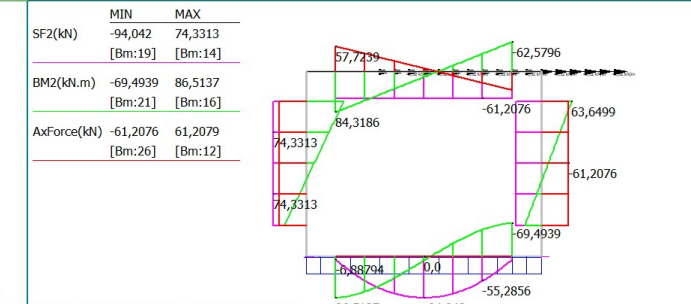 MIN MAX
SF2(kN) -94,042 74,3313
[Bm:19] [Bm:14]
BM2(kN.m) -69,4939 86,5137
[Bm:21] [Bm:16]
AxForce(kN) -61,2076 61,2079
[Bm:26] [Bm:12]
57,7239
-62,5796
-61,2076
84,3186
63,6499
74,3313
-61,2076
74,3313
-69,4939
-6,88794
0,0
-55,2856